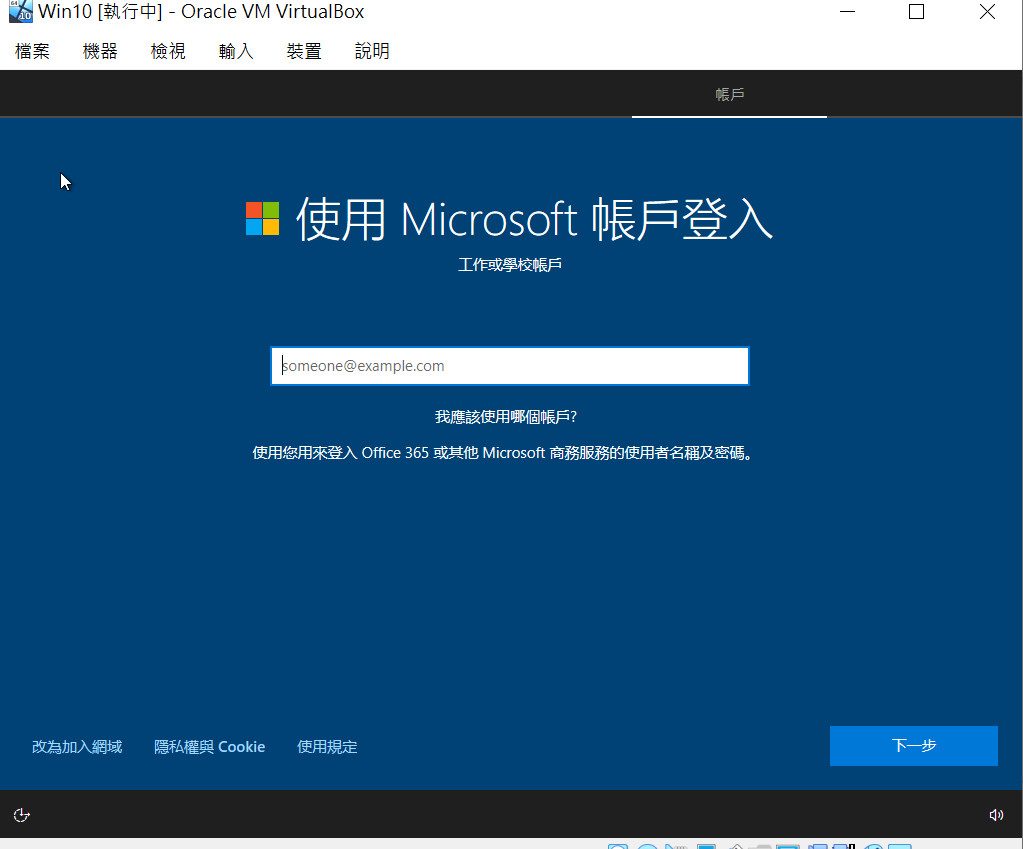 Win10 [執行中] - Oracle VM VirtualBox
檔案 機器 檢視 輸入 裝置 說明
帳戶
使用 Microsoft 帳戶登入
工作或學校帳戶
someone@example.com
我應該使用哪個帳戶?
使用您用來登入 Office 365 或其他 Microsoft 商務服務的使用者名稱及密碼。
改為加入網域 隱私權與 Cookie 使用規定 下一步